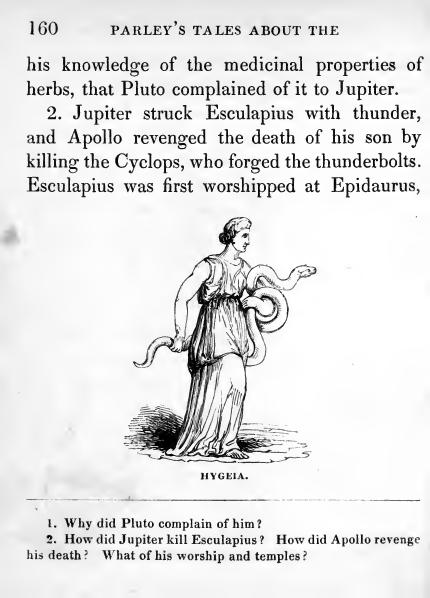 160 PARLEY'S TALES ABOUT THE
his knowledge of the medicinal properties of
herbs, that Pluto complained of it to Jupiter.
2. Jupiter struck Esculapius with thunder,
and Apollo revenged the death of his son by
killing the Cyclops, who forged the thunderbolts.
Esculapius was first worshipped at Epidaurus,
HYGEIA.
1. Why did Pluto complain of him?
2. How did Jupiter kill Esculapius? How did Apollo revenge
his death? What of his worship and temples?